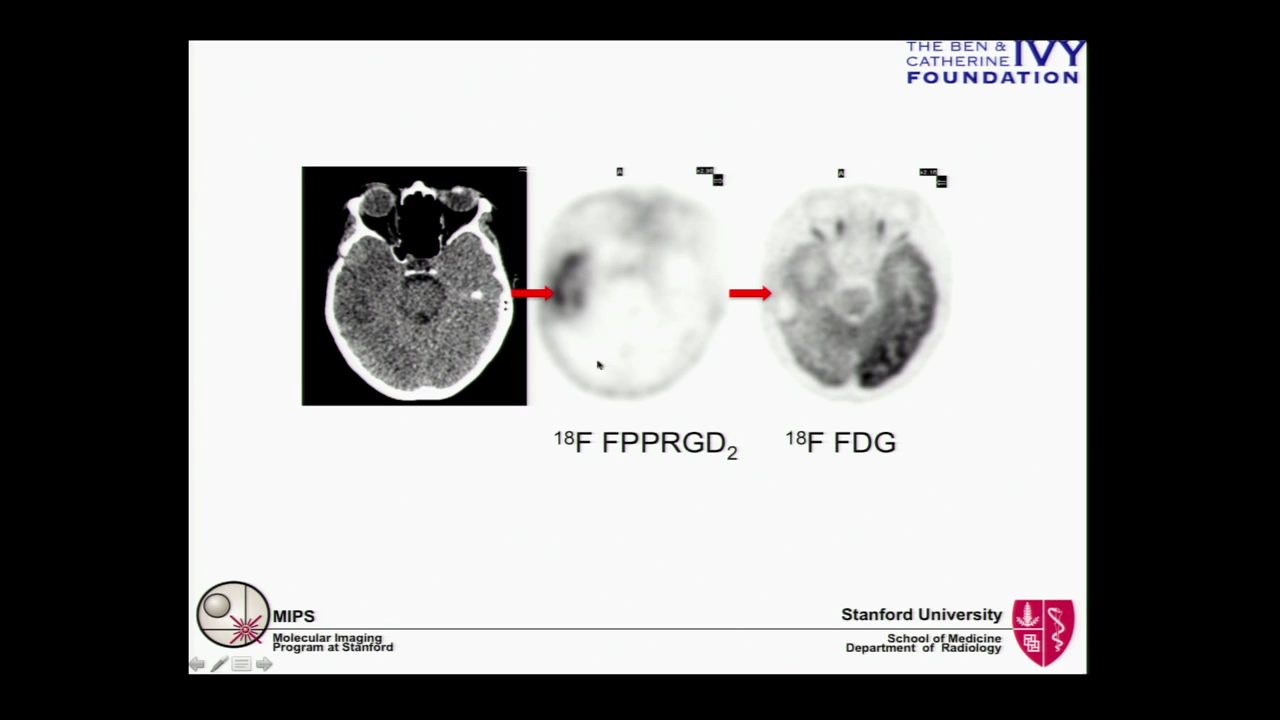 THE BEN &
CATHERINE IVY
FOUNDATION
A
A
¹⁸F FPPRGD₂
¹⁸F FDG
MIPS
Molecular Imaging
Program at Stanford
Stanford University
School of Medicine
Department of Radiology